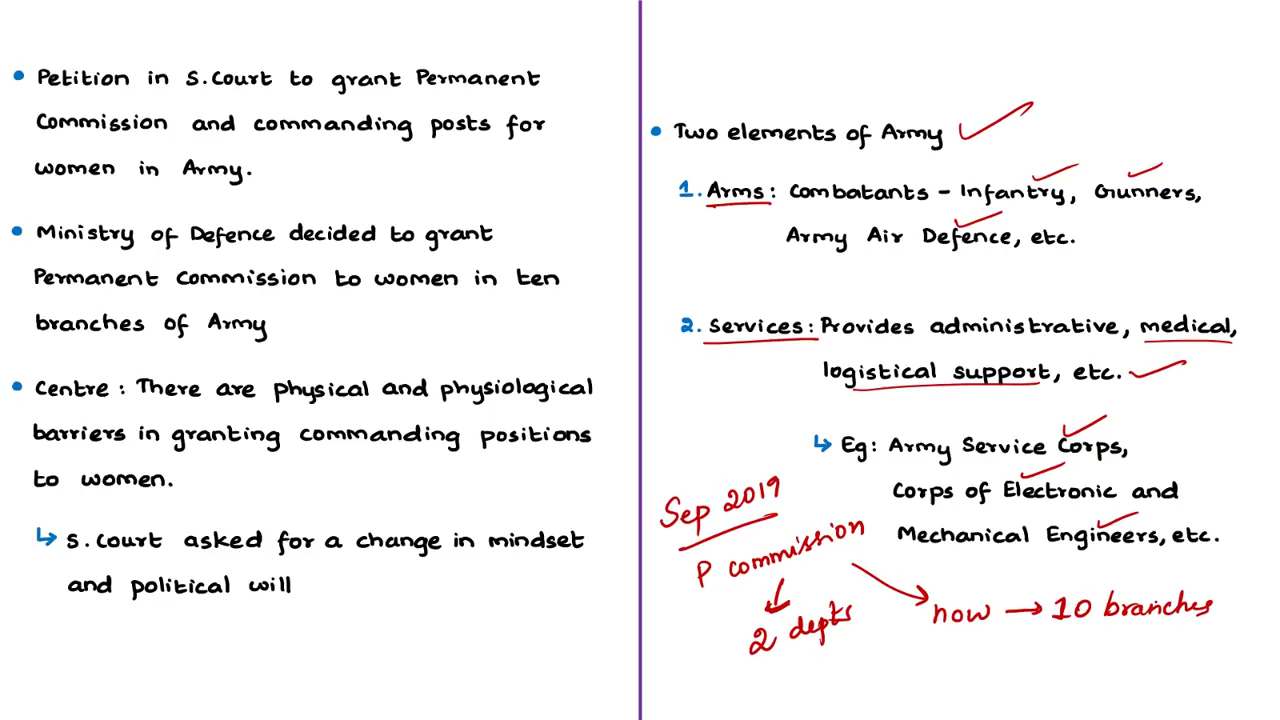 • Petition in S.Court to grant Permanent
Commission and commanding posts for
women in Army.
• Ministry of Defence decided to grant
Permanent Commission to women in ten
branches of Army
• Centre: There are physical and physiological
barriers in granting commanding positions
to women.
↳ S.Court asked for a change in mindset
and political will
• Two elements of Army
1. Arms: Combatants - Infantry, Gunners,
Army Air Defence, etc.
2. Services: Provides administrative, medical,
logistical support, etc.
↳ Eg: Army Service Corps,
Corps of Electronic and
Mechanical Engineers, etc.
Sep 2019
P commission
2 depts
now → 10 branches